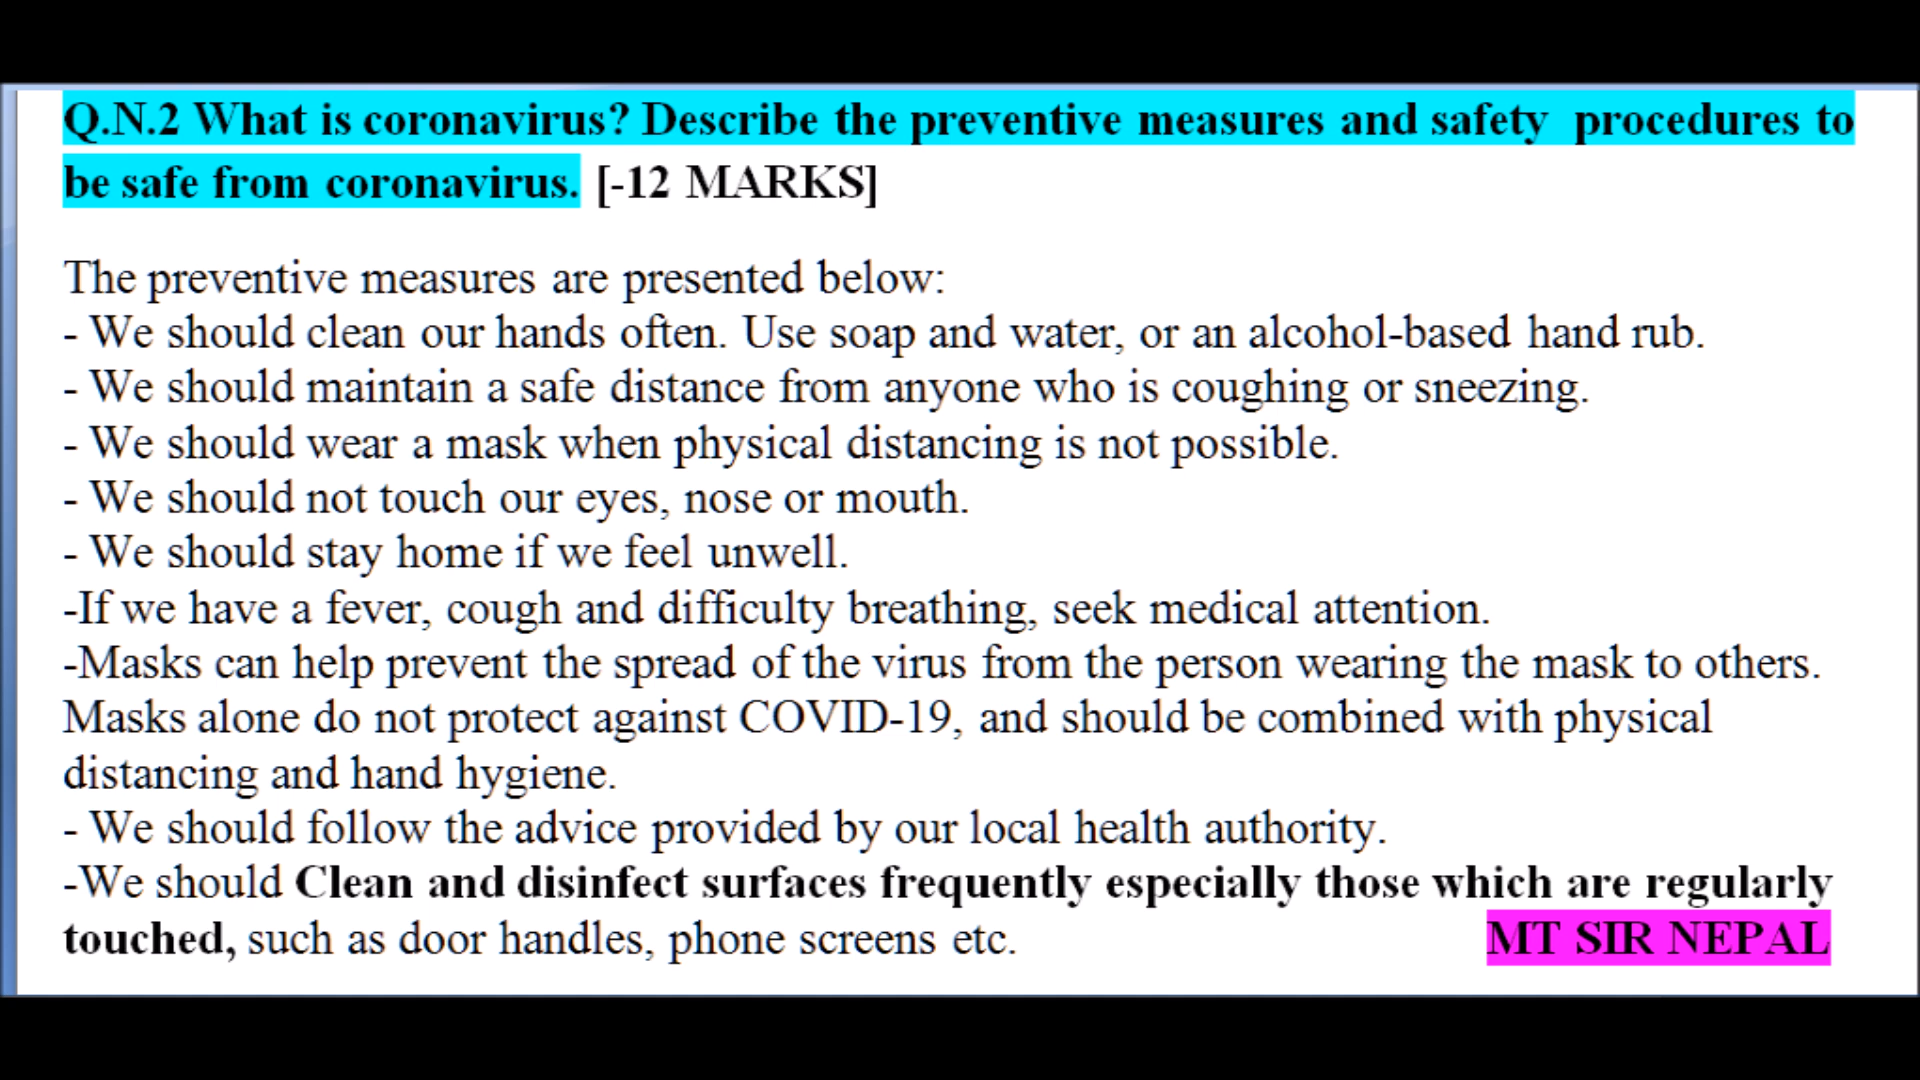 Q.N.2 What is coronavirus? Describe the preventive measures and safety procedures to
be safe from coronavirus. [-12 MARKS]
The preventive measures are presented below:
- We should clean our hands often. Use soap and water, or an alcohol-based hand rub.
- We should maintain a safe distance from anyone who is coughing or sneezing.
- We should wear a mask when physical distancing is not possible.
- We should not touch our eyes, nose or mouth.
- We should stay home if we feel unwell.
-If we have a fever, cough and difficulty breathing, seek medical attention.
-Masks can help prevent the spread of the virus from the person wearing the mask to others.
Masks alone do not protect against COVID-19, and should be combined with physical
distancing and hand hygiene.
- We should follow the advice provided by our local health authority.
-We should Clean and disinfect surfaces frequently especially those which are regularly
touched, such as door handles, phone screens etc.
MT SIR NEPAL